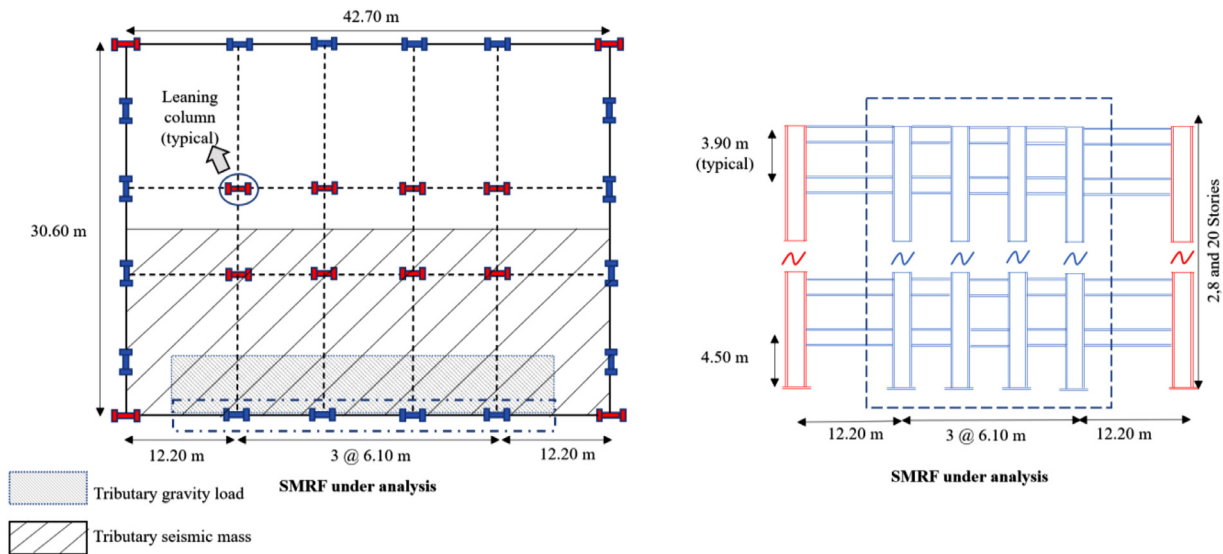 42.70 m
Leaning
column
(typical)
30.60 m
12.20 m
3 @ 6.10 m
12.20 m
SMRF under analysis
Tributary gravity load
Tributary seismic mass
3.90 m
(typical)
4.50 m
2,8 and 20 Stories
12.20 m
3 @ 6.10 m
12.20 m
SMRF under analysis